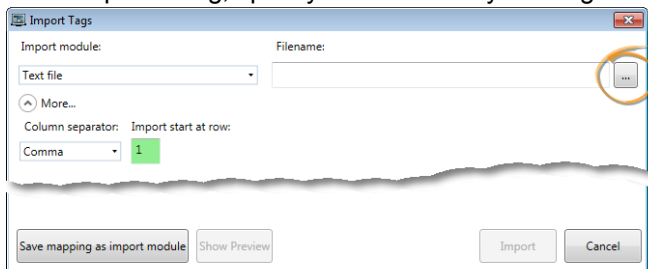 Import Tags
Import module: Filename:
Text file ...
More...
Column separator: Import start at row:
Comma 1
Save mapping as import module Show Preview Import Cancel